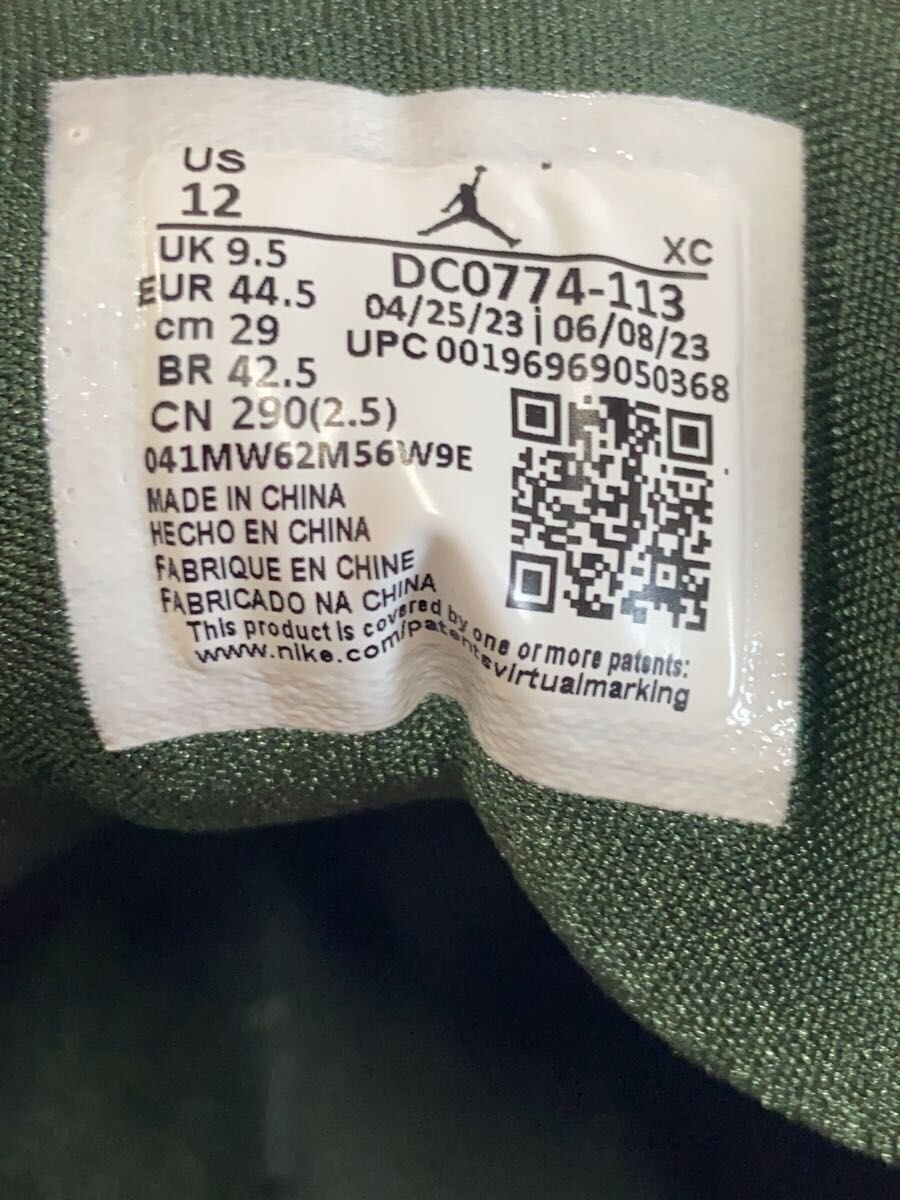 US
12
XC
UK 9.5
EUR 44.5
cm 29
BR 42.5
CN 290(2.5)
DC0774-113
04/25/23 | 06/08/23
UPC 00196969050368
041MW62M56W9E
MADE IN CHINA
HECHO EN CHINA
FABRIQUE EN CHINE
FABRICADO NA CHINA
This product is covered by one or more patents:
www.nike.com/patentsvirtualmarking